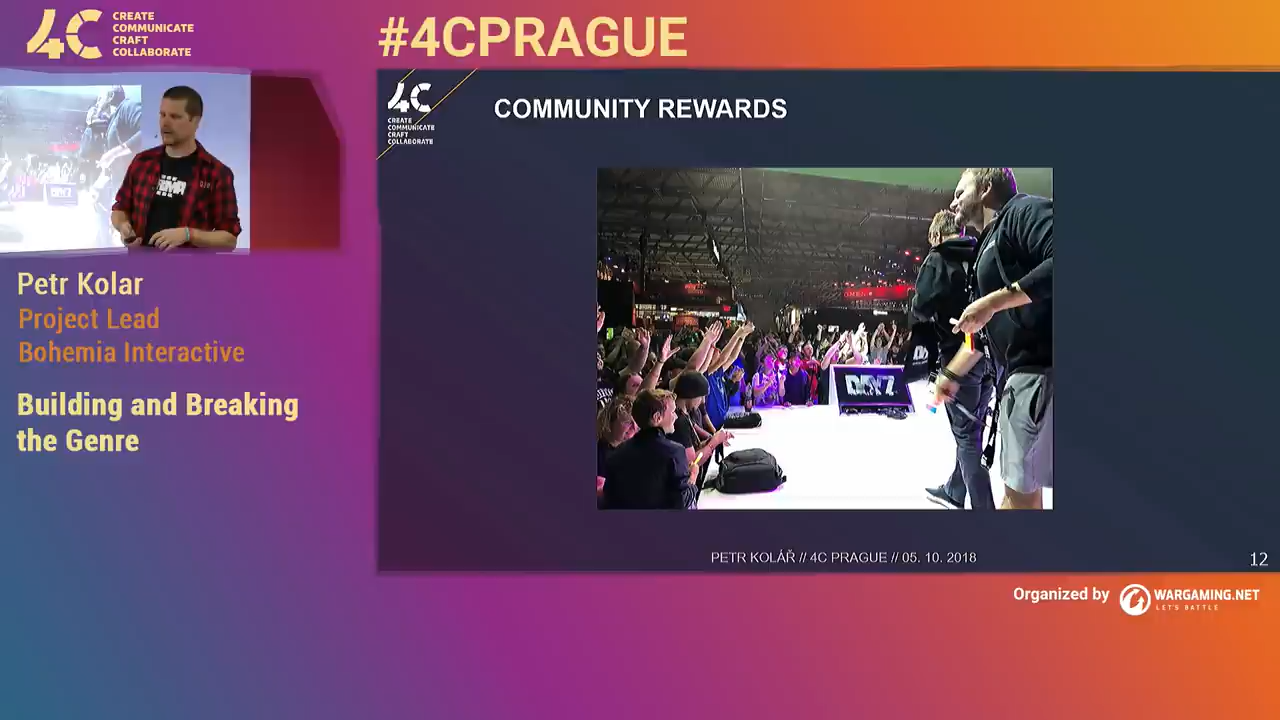 4C
CREATE
COMMUNICATE
CRAFT
COLLABORATE
#4CPRAGUE
4C
CREATE
COMMUNICATE
CRAFT
COLLABORATE
COMMUNITY REWARDS
DAYZ
Petr Kolar
Project Lead
Bohemia Interactive
Building and Breaking
the Genre
PETR KOLÁŘ // 4C PRAGUE // 05. 10. 2018
12
Organized by
WARGAMING.NET
LET'S BATTLE